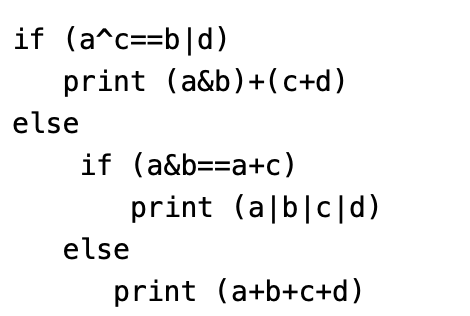 if (a^c==b|d)
print (a&b)+(c+d)
else
if (a&b==a+c)
print (a|b|c|d)
else
print (a+b+c+d)